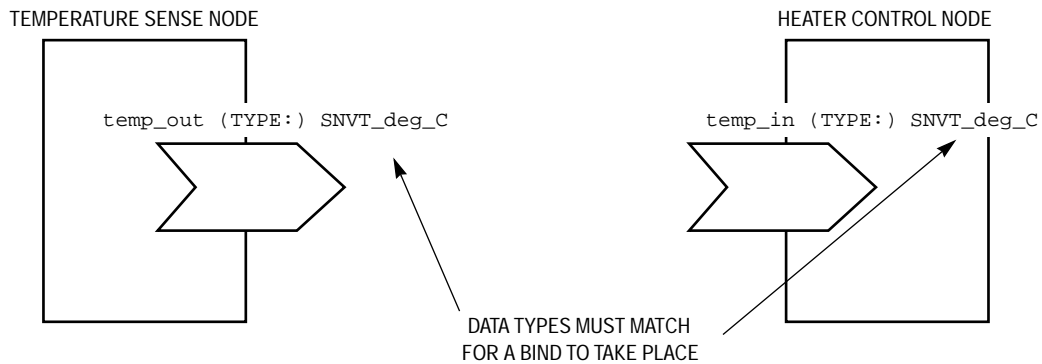 TEMPERATURE SENSE NODE
HEATER CONTROL NODE
temp_out (TYPE:) SNVT_deg_C
temp_in (TYPE:) SNVT_deg_C
DATA TYPES MUST MATCH
FOR A BIND TO TAKE PLACE